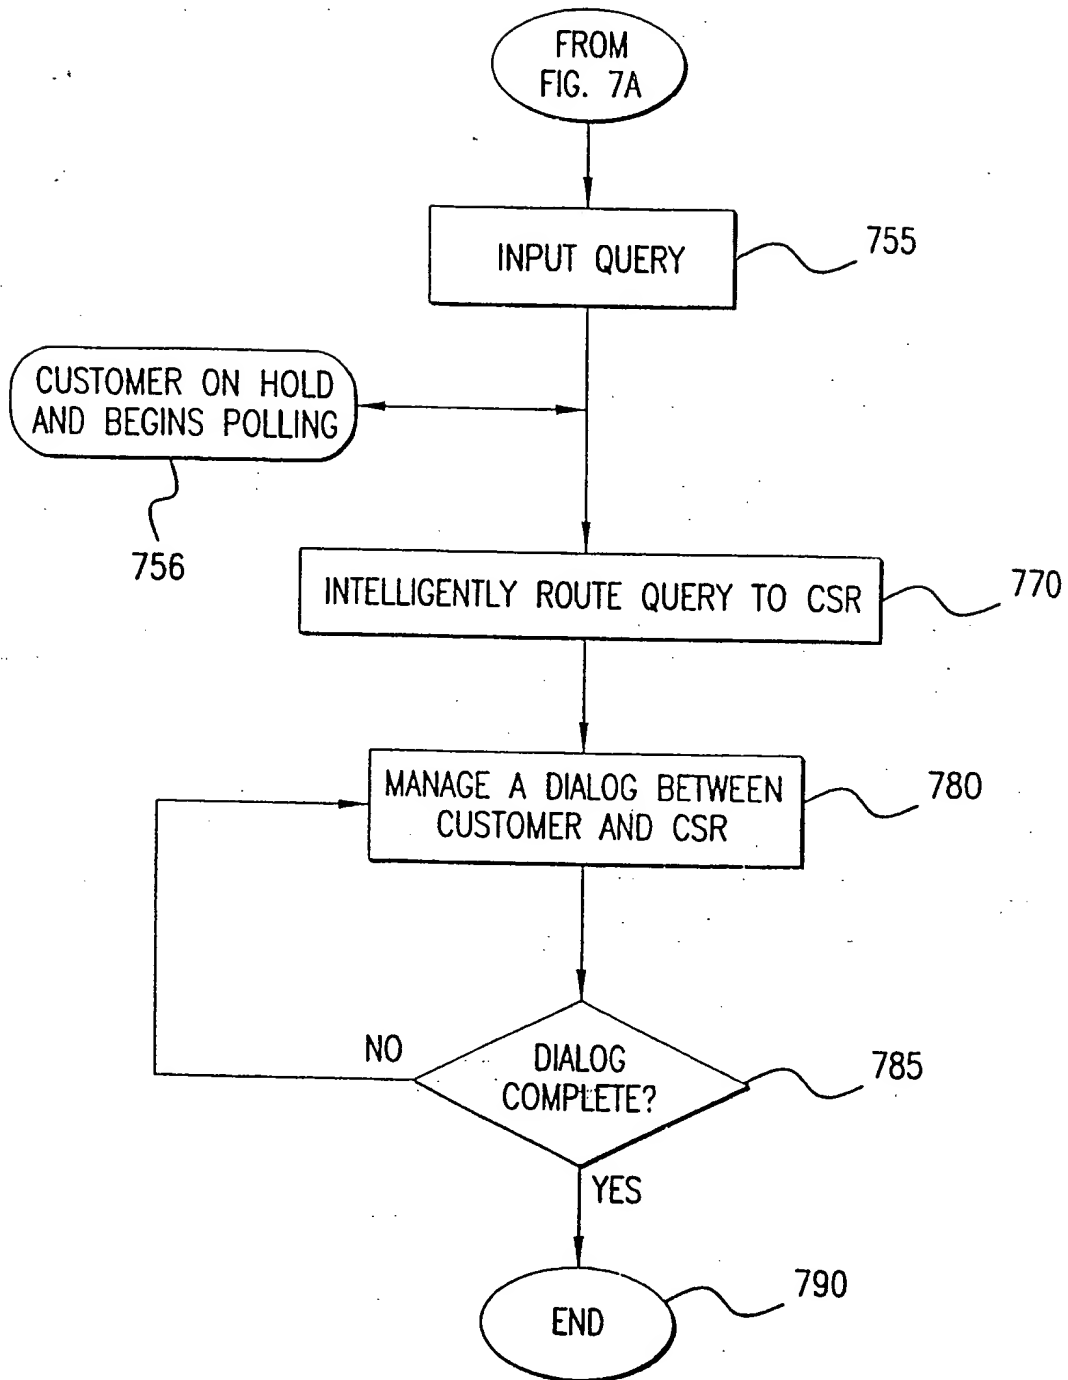 FROM
FIG. 7A
INPUT QUERY
755
CUSTOMER ON HOLD
AND BEGINS POLLING
756
INTELLIGENTLY ROUTE QUERY TO CSR
770
MANAGE A DIALOG BETWEEN
CUSTOMER AND CSR
780
NO
DIALOG
COMPLETE?
785
YES
END
790